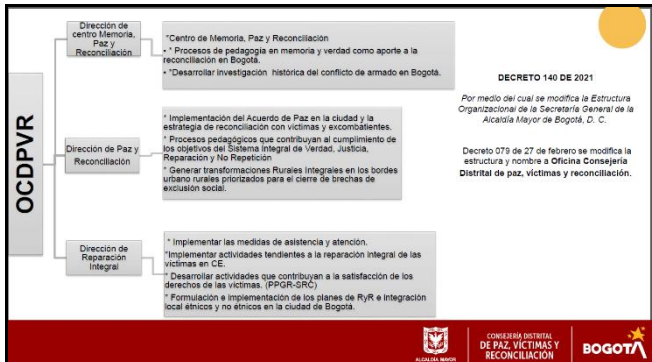 OCDPVR
Dirección de
centro Memoria,
Paz y
Reconciliación
*Centro de Memoria, Paz y Reconciliación
• * Procesos de pedagogía en memoria y verdad como aporte a la
reconciliación en Bogotá.
• *Desarrollar investigación histórica del conflicto de armado en Bogotá.
Dirección de Paz y
Reconciliación
* Implementación del Acuerdo de Paz en la ciudad y la
estrategia de reconciliación con víctimas y excombatientes.
* Procesos pedagógicos que contribuyan al cumplimiento de
los objetivos del Sistema Integral de Verdad, Justicia,
Reparación y No Repetición
* Generar transformaciones Rurales Integrales en los bordes
urbano rurales priorizados para el cierre de brechas de
exclusión social.
Dirección de
Reparación
Integral
* Implementar las medidas de asistencia y atención.
*Implementar actividades tendientes a la reparación integral de las
víctimas en CE.
* Desarrollar actividades que contribuyan a la satisfacción de los
derechos de las víctimas. (PPGR-SRC)
* Formulación e implementación de los planes de RyR e integración
local étnicos y no étnicos en la ciudad de Bogotá.
DECRETO 140 DE 2021
Por medio del cual se modifica la Estructura
Organizacional de la Secretaría General de la
Alcaldía Mayor de Bogotá, D. C.
Decreto 079 de 27 de febrero se modifica la
estructura y nombre a Oficina Consejería
Distrital de paz, víctimas y reconciliación.
ALCALDÍA MAYOR
CONSEJERÍA DISTRITAL
DE PAZ, VÍCTIMAS Y
RECONCILIACIÓN
BOGOTÁ